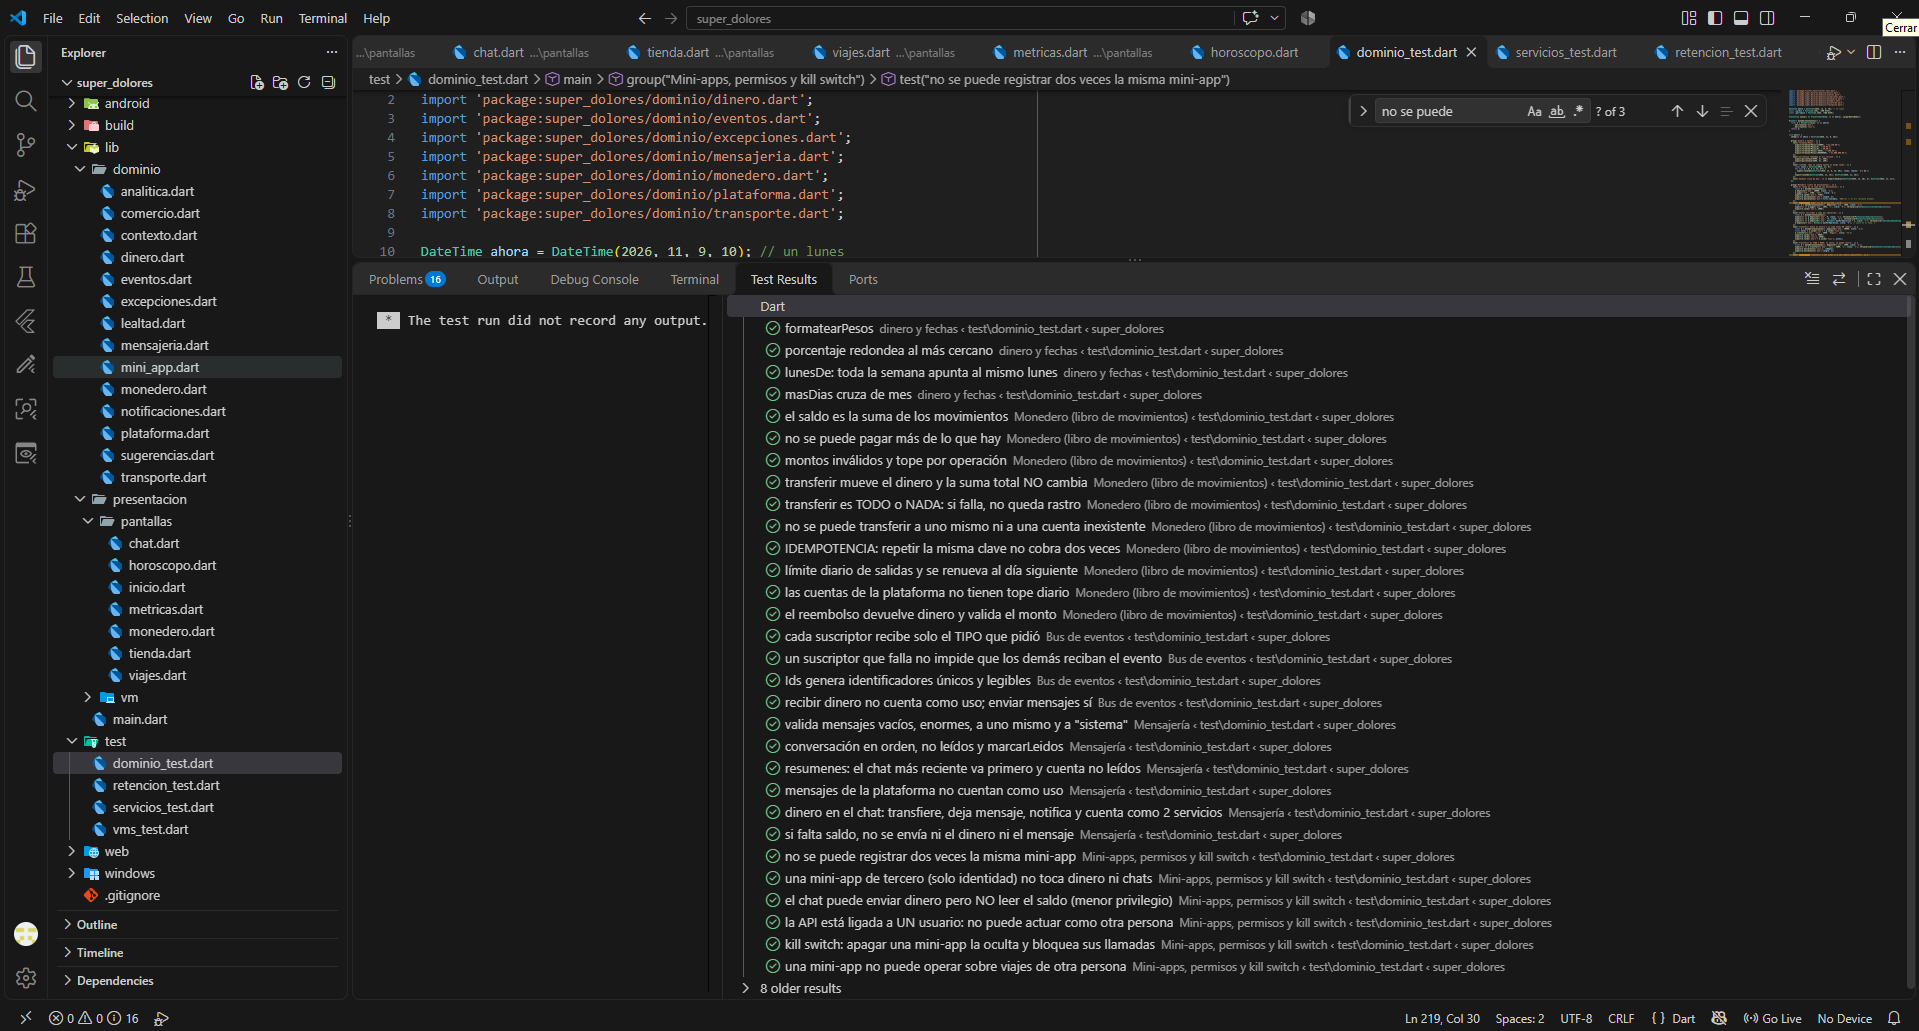 File Edit Selection View Go Run Terminal Help
super_dolores
Cerrar
Explorer
super_dolores
android
build
lib
dominio
analitica.dart
comercio.dart
contexto.dart
dinero.dart
eventos.dart
excepciones.dart
lealtad.dart
mensajeria.dart
mini_app.dart
monedero.dart
notificaciones.dart
plataforma.dart
sugerencias.dart
transporte.dart
presentacion
pantallas
chat.dart
horoscopo.dart
inicio.dart
metricas.dart
monedero.dart
tienda.dart
viajes.dart
vm
main.dart
test
dominio_test.dart
retencion_test.dart
servicios_test.dart
vms_test.dart
web
windows
.gitignore
Outline
Timeline
Dependencies
...\pantallas chat.dart ...\pantallas tienda.dart ...\pantallas viajes.dart ...\pantallas metricas.dart ...\pantallas horoscopo.dart dominio_test.dart servicios_test.dart retencion_test.dart
test > dominio_test.dart > main > group("Mini-apps, permisos y kill switch") > test("no se puede registrar dos veces la misma mini-app")
no se puede Aa ab .* ? of 3
2 import 'package:super_dolores/dominio/dinero.dart';
3 import 'package:super_dolores/dominio/eventos.dart';
4 import 'package:super_dolores/dominio/excepciones.dart';
5 import 'package:super_dolores/dominio/mensajeria.dart';
6 import 'package:super_dolores/dominio/monedero.dart';
7 import 'package:super_dolores/dominio/plataforma.dart';
8 import 'package:super_dolores/dominio/transporte.dart';
9
10 DateTime ahora = DateTime(2026, 11, 9, 10); // un lunes
Problems 16 Output Debug Console Terminal Test Results Ports
* The test run did not record any output.
Dart
formatearPesos dinero y fechas ‹ test\dominio_test.dart ‹ super_dolores
porcentaje redondea al más cercano dinero y fechas ‹ test\dominio_test.dart ‹ super_dolores
lunesDe: toda la semana apunta al mismo lunes dinero y fechas ‹ test\dominio_test.dart ‹ super_dolores
masDias cruza de mes dinero y fechas ‹ test\dominio_test.dart ‹ super_dolores
el saldo es la suma de los movimientos Monedero (libro de movimientos) ‹ test\dominio_test.dart ‹ super_dolores
no se puede pagar más de lo que hay Monedero (libro de movimientos) ‹ test\dominio_test.dart ‹ super_dolores
montos inválidos y tope por operación Monedero (libro de movimientos) ‹ test\dominio_test.dart ‹ super_dolores
transferir mueve el dinero y la suma total NO cambia Monedero (libro de movimientos) ‹ test\dominio_test.dart ‹ super_dolores
transferir es TODO o NADA: si falla, no queda rastro Monedero (libro de movimientos) ‹ test\dominio_test.dart ‹ super_dolores
no se puede transferir a uno mismo ni a una cuenta inexistente Monedero (libro de movimientos) ‹ test\dominio_test.dart ‹ super_dolores
IDEMPOTENCIA: repetir la misma clave no cobra dos veces Monedero (libro de movimientos) ‹ test\dominio_test.dart ‹ super_dolores
límite diario de salidas y se renueva al día siguiente Monedero (libro de movimientos) ‹ test\dominio_test.dart ‹ super_dolores
las cuentas de la plataforma no tienen tope diario Monedero (libro de movimientos) ‹ test\dominio_test.dart ‹ super_dolores
el reembolso devuelve dinero y valida el monto Monedero (libro de movimientos) ‹ test\dominio_test.dart ‹ super_dolores
cada suscriptor recibe solo el TIPO que pidió Bus de eventos ‹ test\dominio_test.dart ‹ super_dolores
un suscriptor que falla no impide que los demás reciban el evento Bus de eventos ‹ test\dominio_test.dart ‹ super_dolores
Ids genera identificadores únicos y legibles Bus de eventos ‹ test\dominio_test.dart ‹ super_dolores
recibir dinero no cuenta como uso; enviar mensajes sí Bus de eventos ‹ test\dominio_test.dart ‹ super_dolores
valida mensajes vacíos, enormes, a uno mismo y a "sistema" Mensajería ‹ test\dominio_test.dart ‹ super_dolores
conversación en orden, no leídos y marcarLeidos Mensajería ‹ test\dominio_test.dart ‹ super_dolores
resumenes: el chat más reciente va primero y cuenta no leídos Mensajería ‹ test\dominio_test.dart ‹ super_dolores
mensajes de la plataforma no cuentan como uso Mensajería ‹ test\dominio_test.dart ‹ super_dolores
dinero en el chat: transfiere, deja mensaje, notifica y cuenta como 2 servicios Mensajería ‹ test\dominio_test.dart ‹ super_dolores
si falta saldo, no se envía ni el dinero ni el mensaje Mensajería ‹ test\dominio_test.dart ‹ super_dolores
no se puede registrar dos veces la misma mini-app Mini-apps, permisos y kill switch ‹ test\dominio_test.dart ‹ super_dolores
una mini-app de tercero (solo identidad) no toca dinero ni chats Mini-apps, permisos y kill switch ‹ test\dominio_test.dart ‹ super_dolores
el chat puede enviar dinero pero NO leer el saldo (menor privilegio) Mini-apps, permisos y kill switch ‹ test\dominio_test.dart ‹ super_dolores
la API está ligada a UN usuario: no puede actuar como otra persona Mini-apps, permisos y kill switch ‹ test\dominio_test.dart ‹ super_dolores
kill switch: apagar una mini-app la oculta y bloquea sus llamadas Mini-apps, permisos y kill switch ‹ test\dominio_test.dart ‹ super_dolores
una mini-app no puede operar sobre viajes de otra persona Mini-apps, permisos y kill switch ‹ test\dominio_test.dart ‹ super_dolores
8 older results
0 0 16 Ln 219, Col 30 Spaces: 2 UTF-8 CRLF { } Dart Go Live No Device